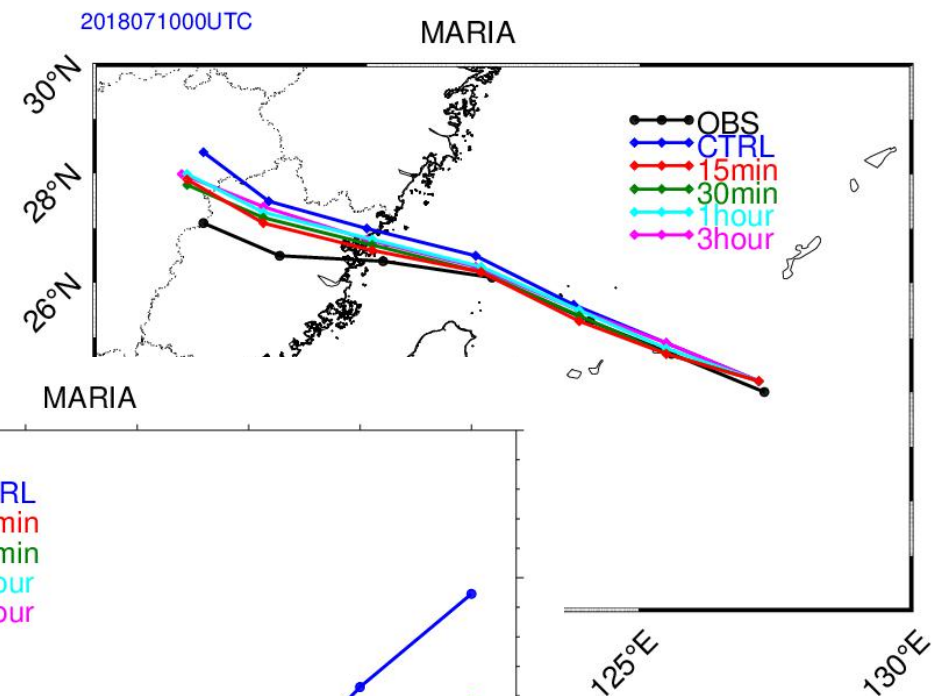 2018071000UTC
MARIA
30°N
28°N
26°N
OBS
CTRL
15min
30min
1hour
3hour
MARIA
RL
min
min
our
our
125°E
130°E